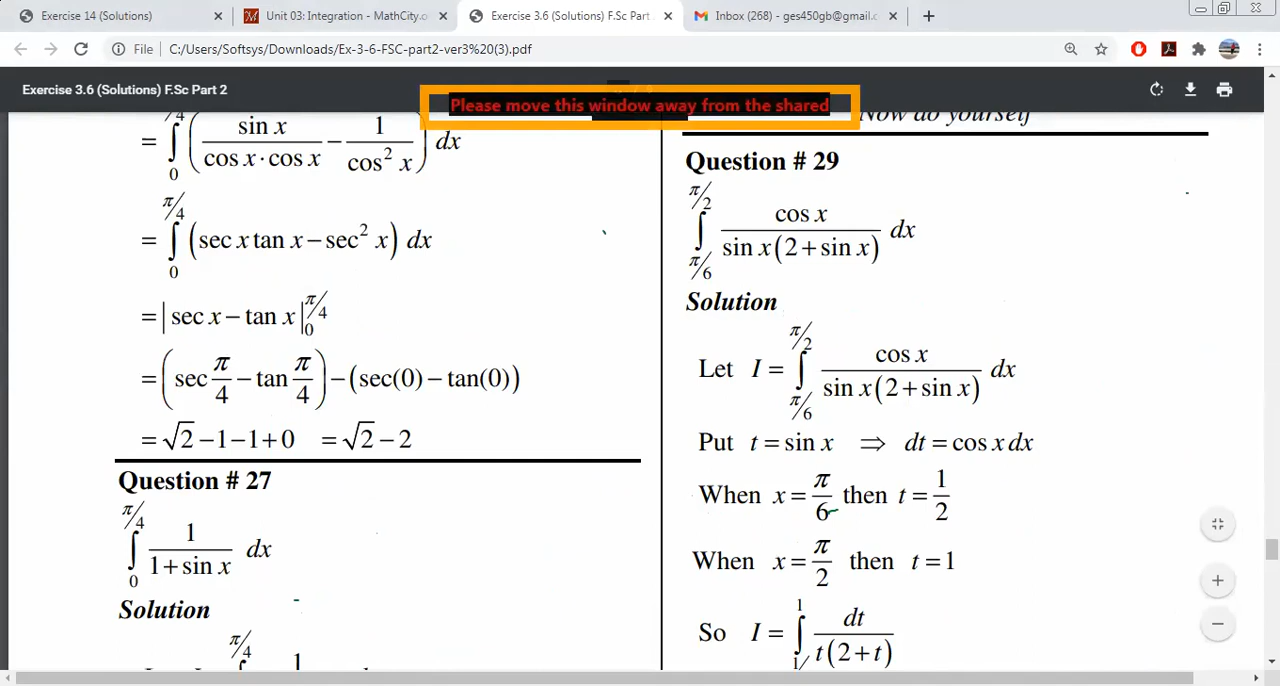 Exercise 14 (Solutions)
Unit 03: Integration - MathCity.o
Exercise 3.6 (Solutions) F.Sc Part
Inbox (268) - ges450gb@gmail.c
File C:/Users/Softsys/Downloads/Ex-3-6-FSC-part2-ver3%20(3).pdf
Exercise 3.6 (Solutions) F.Sc Part 2
Please move this window away from the shared
= ∫_0^{π/4} ( sin x / (cos x · cos x) − 1 / cos² x ) dx
= ∫_0^{π/4} (sec x tan x − sec² x) dx
= | sec x − tan x |_0^{π/4}
= ( sec π/4 − tan π/4 ) − (sec(0) − tan(0))
= √2 − 1 − 1 + 0 = √2 − 2
Question # 27
∫_0^{π/4} 1 / (1 + sin x) dx
Solution
π/4
1
Now do yourself
Question # 29
∫_{π/6}^{π/2} cos x / (sin x (2 + sin x)) dx
Solution
Let I = ∫_{π/6}^{π/2} cos x / (sin x (2 + sin x)) dx
Put t = sin x ⇒ dt = cos x dx
When x = π/6 then t = 1/2
When x = π/2 then t = 1
So I = ∫_{1/}^{1} dt / (t (2 + t))